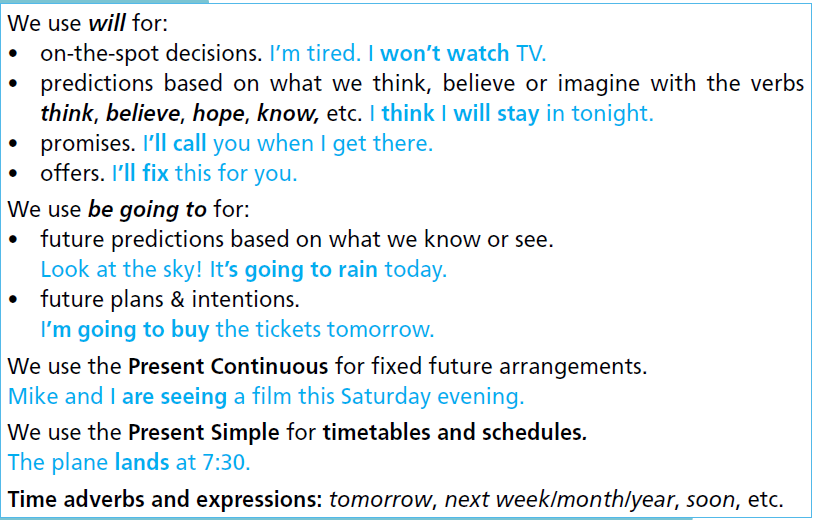 We use will for:
• on-the-spot decisions. I'm tired. I won't watch TV.
• predictions based on what we think, believe or imagine with the verbs
think, believe, hope, know, etc. I think I will stay in tonight.
• promises. I'll call you when I get there.
• offers. I'll fix this for you.
We use be going to for:
• future predictions based on what we know or see.
Look at the sky! It's going to rain today.
• future plans & intentions.
I'm going to buy the tickets tomorrow.
We use the Present Continuous for fixed future arrangements.
Mike and I are seeing a film this Saturday evening.
We use the Present Simple for timetables and schedules.
The plane lands at 7:30.
Time adverbs and expressions: tomorrow, next week/month/year, soon, etc.